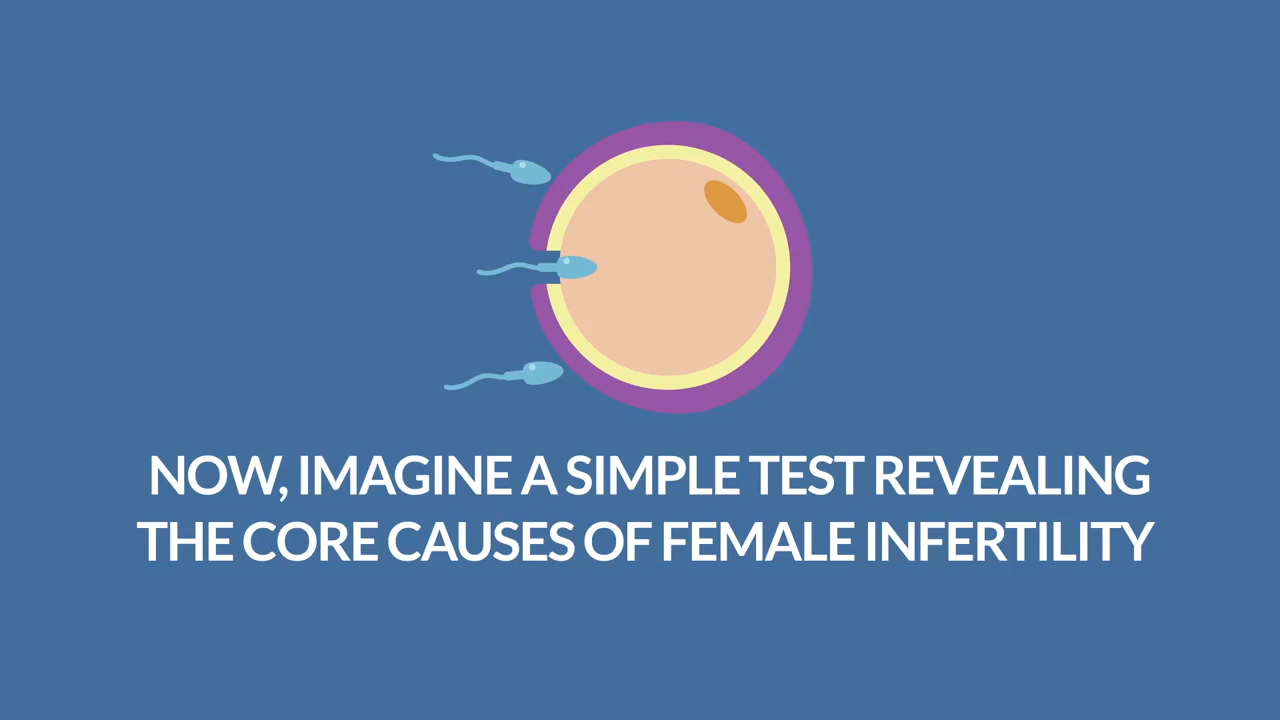 NOW, IMAGINE A SIMPLE TEST REVEALING
THE CORE CAUSES OF FEMALE INFERTILITY